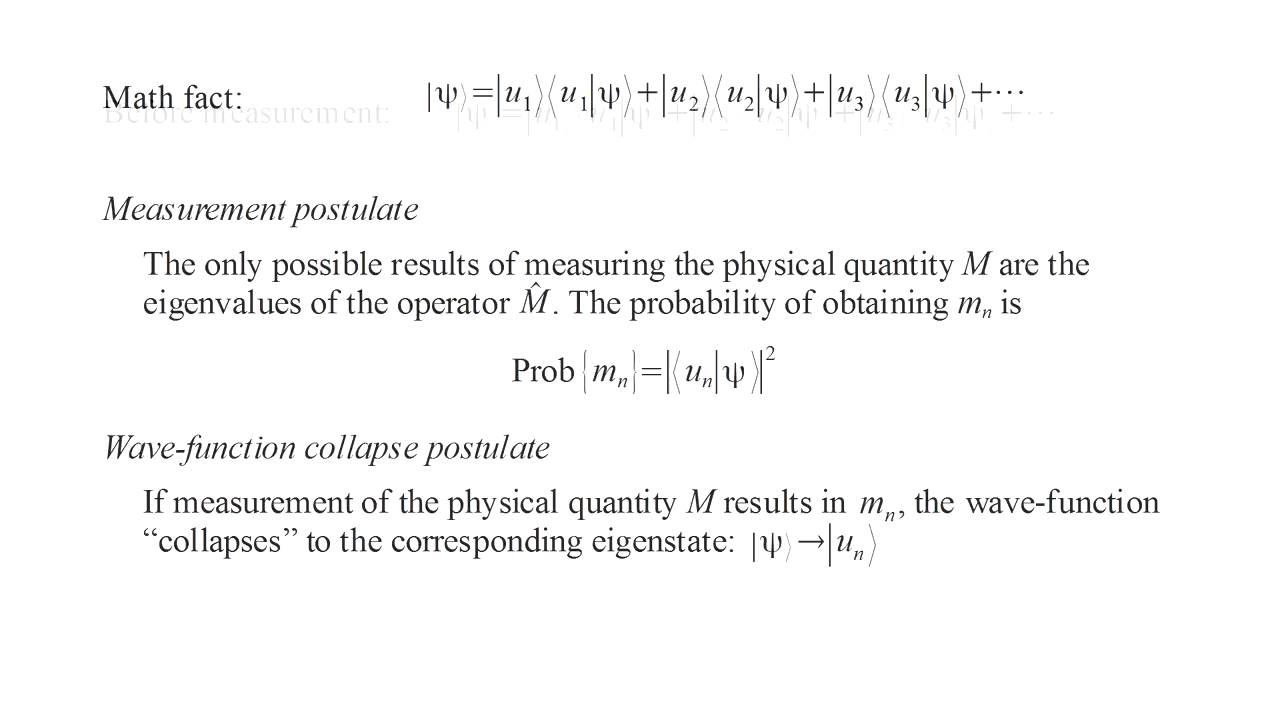 Math fact: |ψ⟩=|u₁⟩⟨u₁|ψ⟩+|u₂⟩⟨u₂|ψ⟩+|u₃⟩⟨u₃|ψ⟩+⋯
Before measurement:
Measurement postulate
The only possible results of measuring the physical quantity M are the
eigenvalues of the operator M̂. The probability of obtaining mₙ is
Prob{mₙ}=|⟨uₙ|ψ⟩|²
Wave-function collapse postulate
If measurement of the physical quantity M results in mₙ, the wave-function
“collapses” to the corresponding eigenstate: |ψ⟩→|uₙ⟩